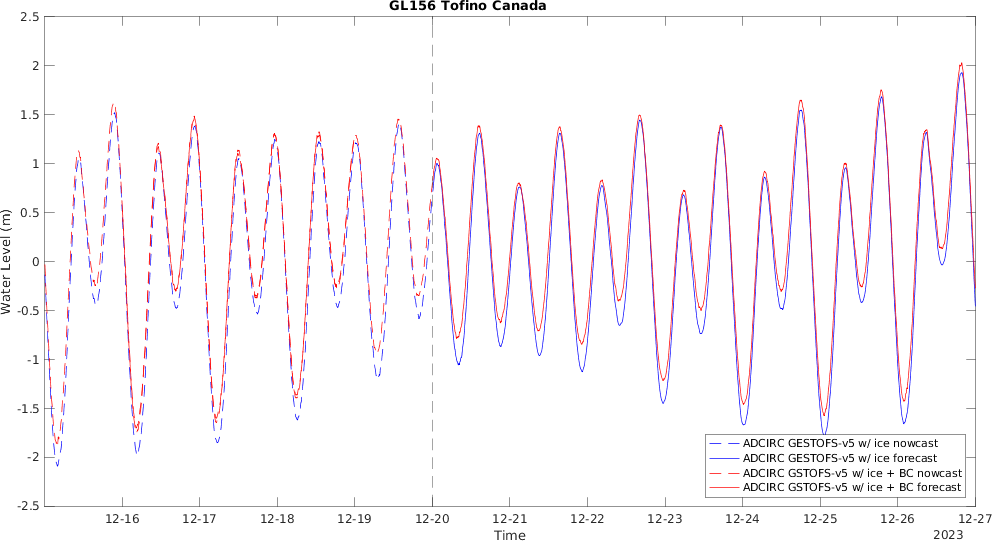 GL156 Tofino Canada
2.5
2
1.5
1
0.5
0
-0.5
-1
-1.5
-2
-2.5
Water Level (m)
ADCIRC GESTOFS-v5 w/ ice nowcast
ADCIRC GESTOFS-v5 w/ ice forecast
ADCIRC GSTOFS-v5 w/ ice + BC nowcast
ADCIRC GSTOFS-v5 w/ ice + BC forecast
12-16 12-17 12-18 12-19 12-20 12-21 12-22 12-23 12-24 12-25 12-26 12-27
Time
2023